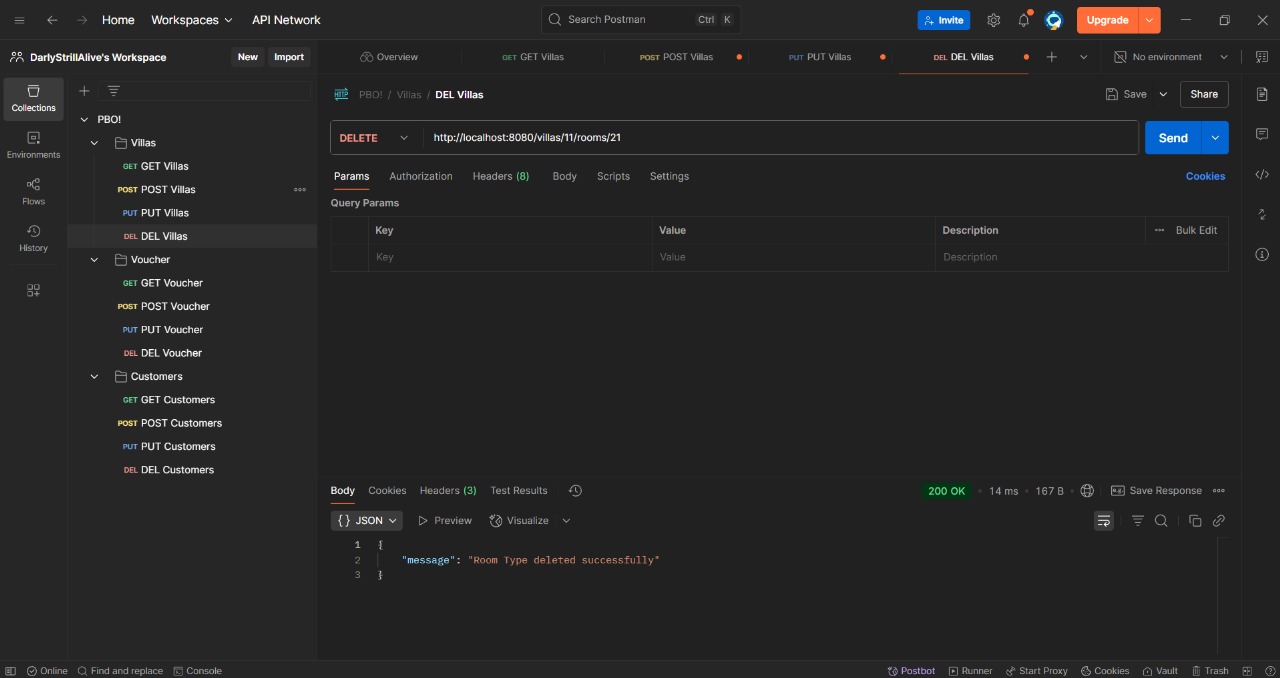 Home Workspaces API Network Search Postman Ctrl K Invite Upgrade
DarlyStrillAlive's Workspace New Import Overview GET GET Villas POST POST Villas PUT PUT Villas DEL DEL Villas No environment
Collections
Environments
Flows
History
PBO!
Villas
GET GET Villas
POST POST Villas
PUT PUT Villas
DEL DEL Villas
Voucher
GET GET Voucher
POST POST Voucher
PUT PUT Voucher
DEL DEL Voucher
Customers
GET GET Customers
POST POST Customers
PUT PUT Customers
DEL DEL Customers
HTTP PBO! / Villas / DEL Villas Save Share
DELETE http://localhost:8080/villas/11/rooms/21 Send
Params Authorization Headers (8) Body Scripts Settings Cookies
Query Params
Key Value Description Bulk Edit
Key Value Description
Body Cookies Headers (3) Test Results 200 OK 14 ms 167 B Save Response
{} JSON Preview Visualize
1 {
2 "message": "Room Type deleted successfully"
3 }
Online Find and replace Console Postbot Runner Start Proxy Cookies Vault Trash